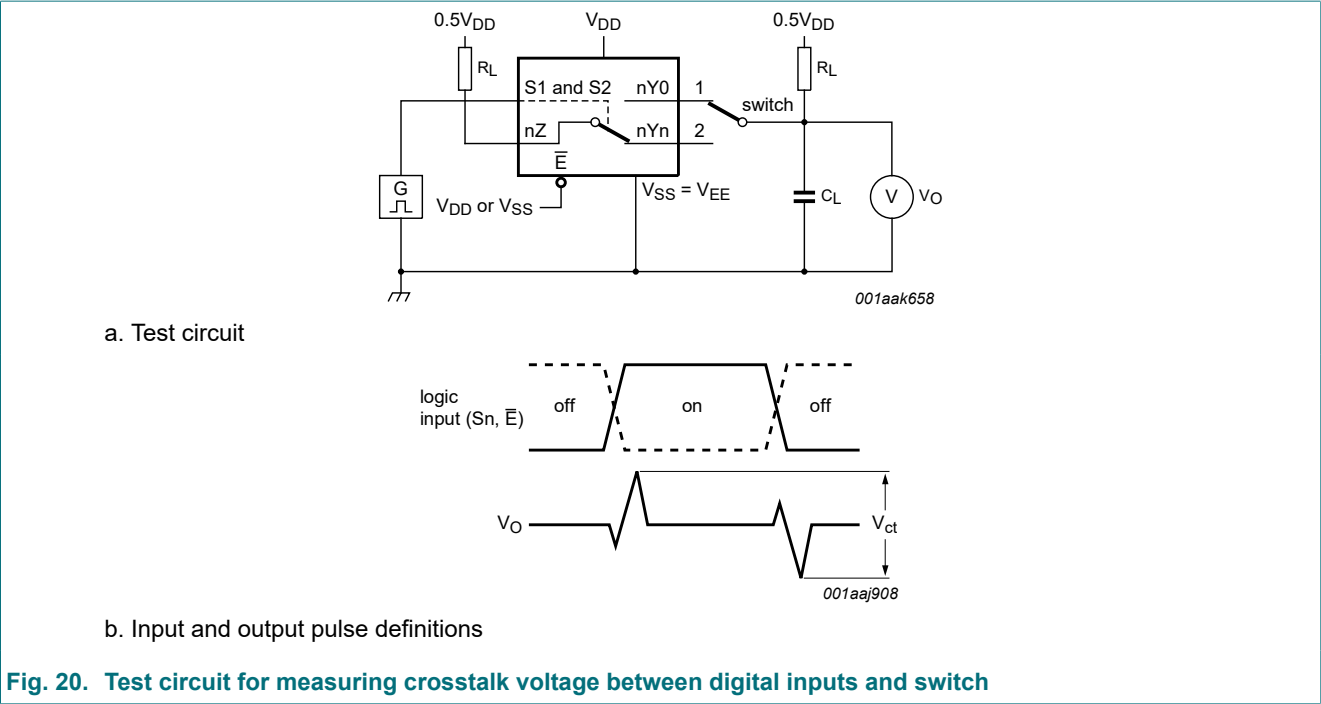 0.5VDD VDD 0.5VDD
RL RL
S1 and S2 nY0 1
switch
nZ nYn 2
E̅
G VSS = VEE CL V VO
VDD or VSS
001aak658
a. Test circuit
logic
input (Sn, E̅) off on off
VO Vct
001aaj908
b. Input and output pulse definitions
Fig. 20. Test circuit for measuring crosstalk voltage between digital inputs and switch